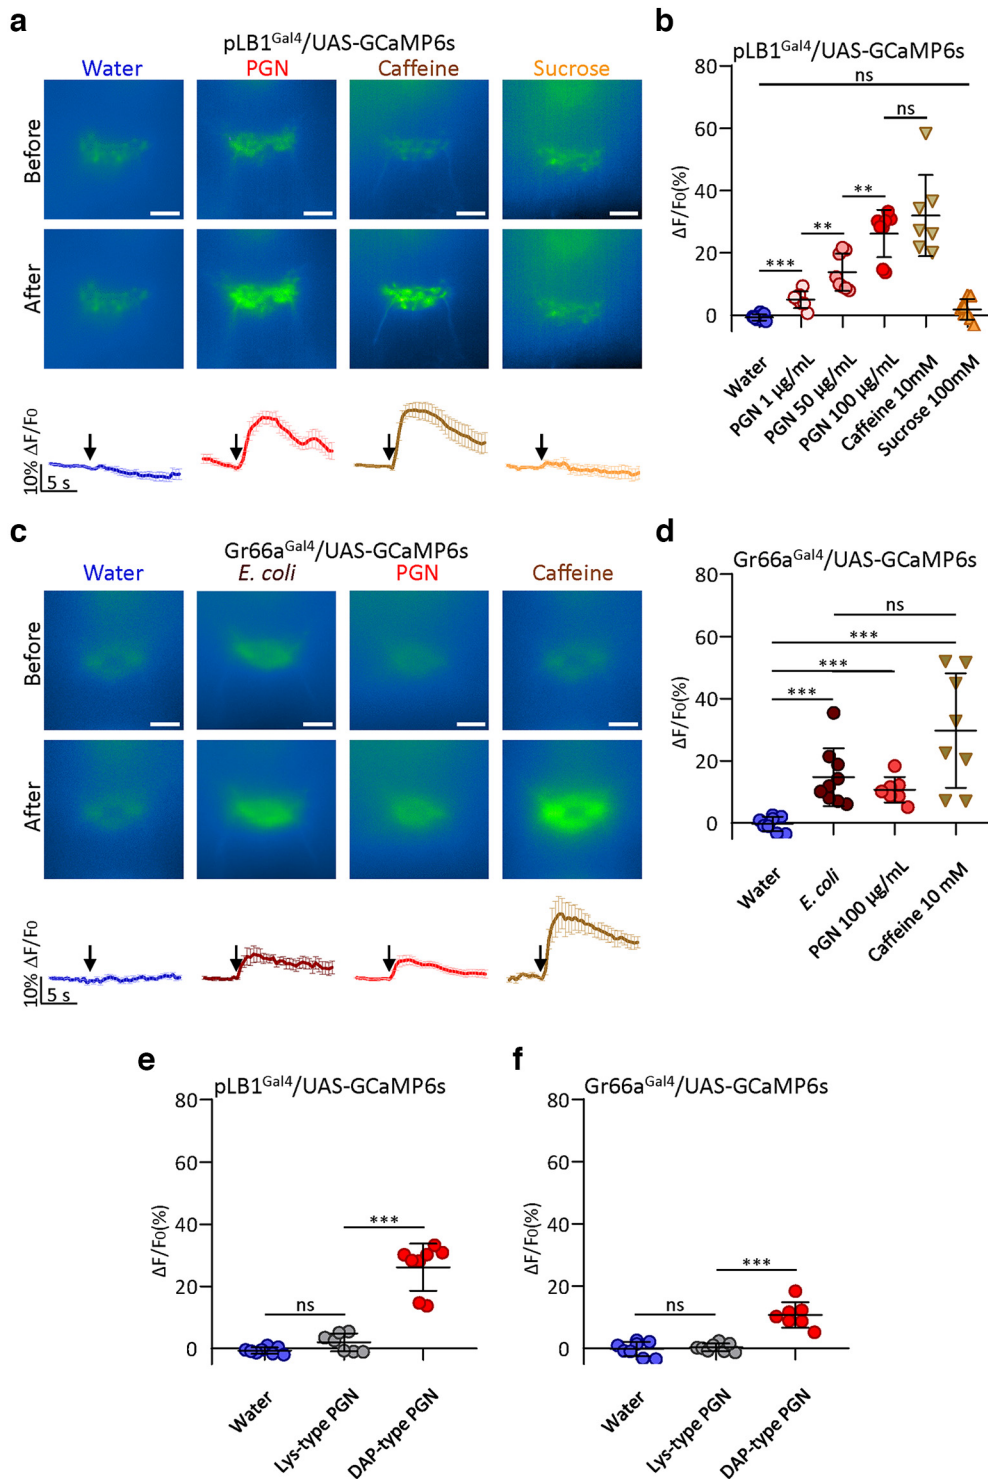 a
pLB1Gal4/UAS-GCaMP6s
Water PGN Caffeine Sucrose
Before
After
10% ΔF/F0
5 s
b
pLB1Gal4/UAS-GCaMP6s
ΔF/F0(%)
80
60
40
20
0
ns
ns
**
**
***
Water
PGN 1 µg/mL
PGN 50 µg/mL
PGN 100 µg/mL
Caffeine 10mM
Sucrose 100mM
c
Gr66aGal4/UAS-GCaMP6s
Water E. coli PGN Caffeine
Before
After
10% ΔF/F0
5 s
d
Gr66aGal4/UAS-GCaMP6s
ΔF/F0(%)
80
60
40
20
0
ns
***
***
***
Water
E. coli
PGN 100 µg/mL
Caffeine 10 mM
e
pLB1Gal4/UAS-GCaMP6s
ΔF/F0(%)
80
60
40
20
0
***
ns
Water
Lys-type PGN
DAP-type PGN
f
Gr66aGal4/UAS-GCaMP6s
ΔF/F0(%)
80
60
40
20
0
***
ns
Water
Lys-type PGN
DAP-type PGN